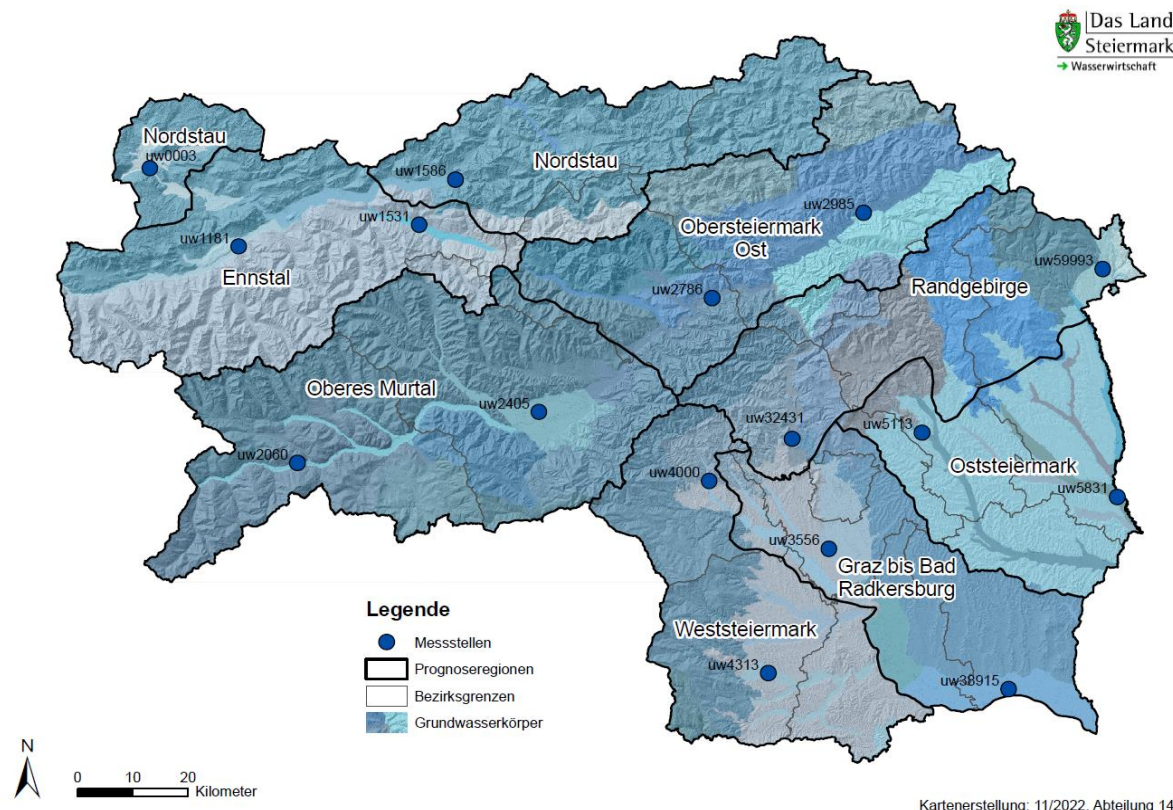 Das Land
Steiermark
→ Wasserwirtschaft
Nordstau
uw0003
uw1586
Nordstau
uw1531
uw1181
Ennstal
uw2985
Obersteiermark
Ost
uw59993
uw2786
Randgebirge
Oberes Murtal
uw2405
uw32431
uw5113
uw2060
uw4000
Oststeiermark
uw5831
uw3556
Graz bis Bad
Radkersburg
Weststeiermark
uw4313
uw38915
Legende
Messstellen
Prognoseregionen
Bezirksgrenzen
Grundwasserkörper
N
0 10 20
Kilometer
Kartenerstellung: 11/2022, Abteilung 14